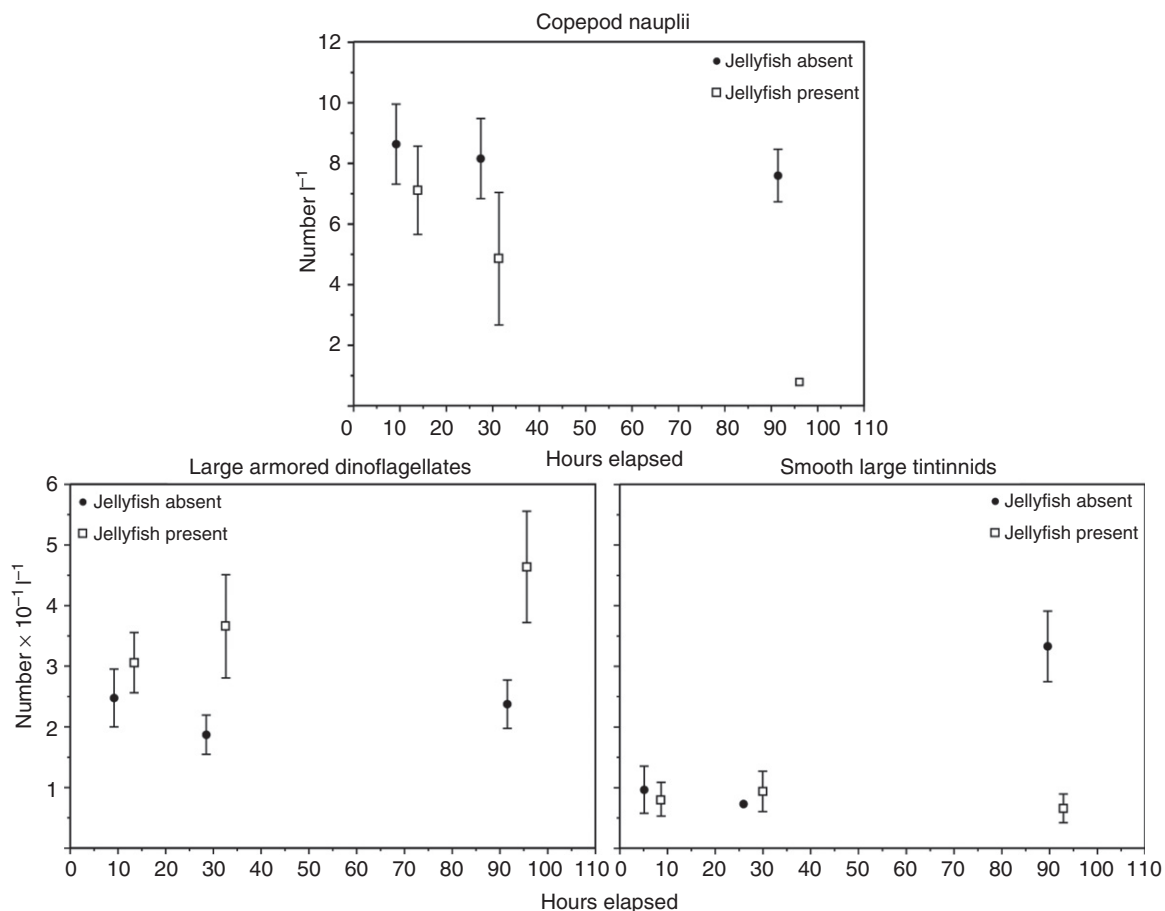 Copepod nauplii
12
10
8
6
4
2
Number l⁻¹
Jellyfish absent
Jellyfish present
0 10 20 30 40 50 60 70 80 90 100 110
Hours elapsed
Large armored dinoflagellates
6
5
4
3
2
1
Number × 10⁻¹ l⁻¹
Jellyfish absent
Jellyfish present
0 10 20 30 40 50 60 70 80 90 100 110
Smooth large tintinnids
Jellyfish absent
Jellyfish present
0 10 20 30 40 50 60 70 80 90 100 110
Hours elapsed